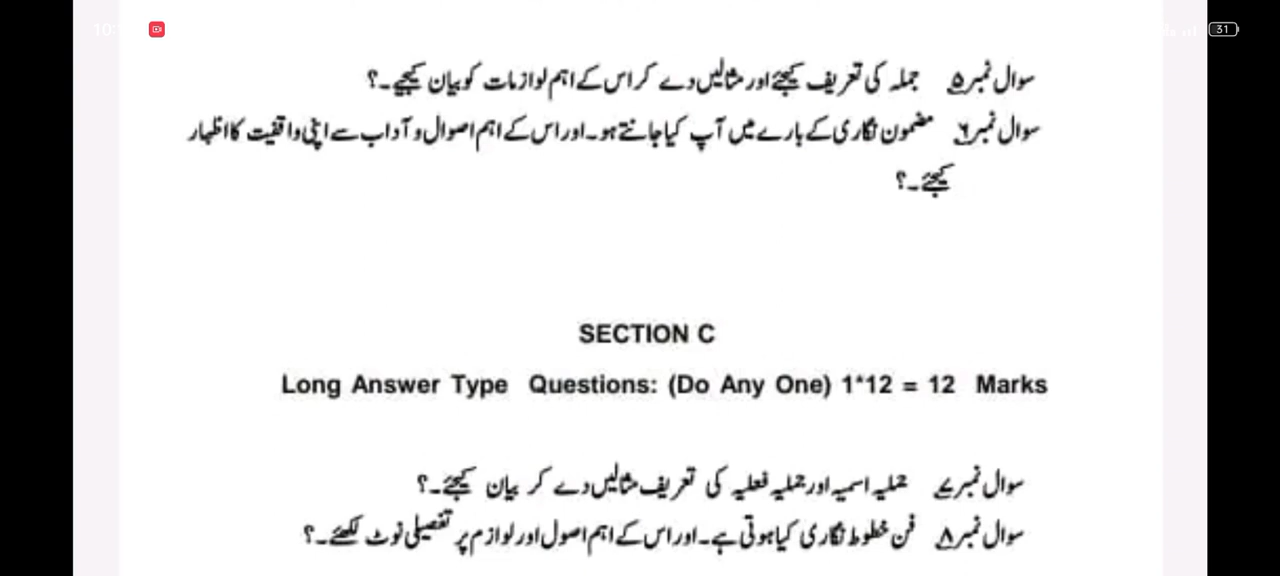 31
سوال نمبر۵ جملہ کی تعریف کیجئے اور مثالیں دے کر اس کے اہم لوازمات کو بیان کیجیے۔؟
سوال نمبر۶ مضمون نگاری کے بارے میں آپ کیا جانتے ہو۔ اور اس کے اہم اصوال و آداب سے اپنی واقفیت کا اظہار
کیجئے۔؟
SECTION C
Long Answer Type Questions: (Do Any One) 1*12 = 12 Marks
سوال نمبر۷ جملیہ اسمیہ اور جملیہ فعلیہ کی تعریف مثالیں دے کر بیان کیجئے۔؟
سوال نمبر۸ فن خطوط نگاری کیا ہوتی ہے۔ اور اس کے اہم اصول اور لوازم پر تفصیلی نوٹ لکھئے۔؟